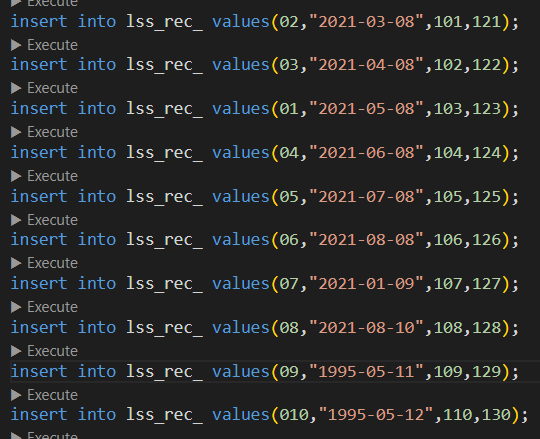 insert into lss_rec_ values(02,"2021-03-08",101,121);
▶ Execute
insert into lss_rec_ values(03,"2021-04-08",102,122);
▶ Execute
insert into lss_rec_ values(01,"2021-05-08",103,123);
▶ Execute
insert into lss_rec_ values(04,"2021-06-08",104,124);
▶ Execute
insert into lss_rec_ values(05,"2021-07-08",105,125);
▶ Execute
insert into lss_rec_ values(06,"2021-08-08",106,126);
▶ Execute
insert into lss_rec_ values(07,"2021-01-09",107,127);
▶ Execute
insert into lss_rec_ values(08,"2021-08-10",108,128);
▶ Execute
insert into lss_rec_ values(09,"1995-05-11",109,129);
▶ Execute
insert into lss_rec_ values(010,"1995-05-12",110,130);
▶ Execute